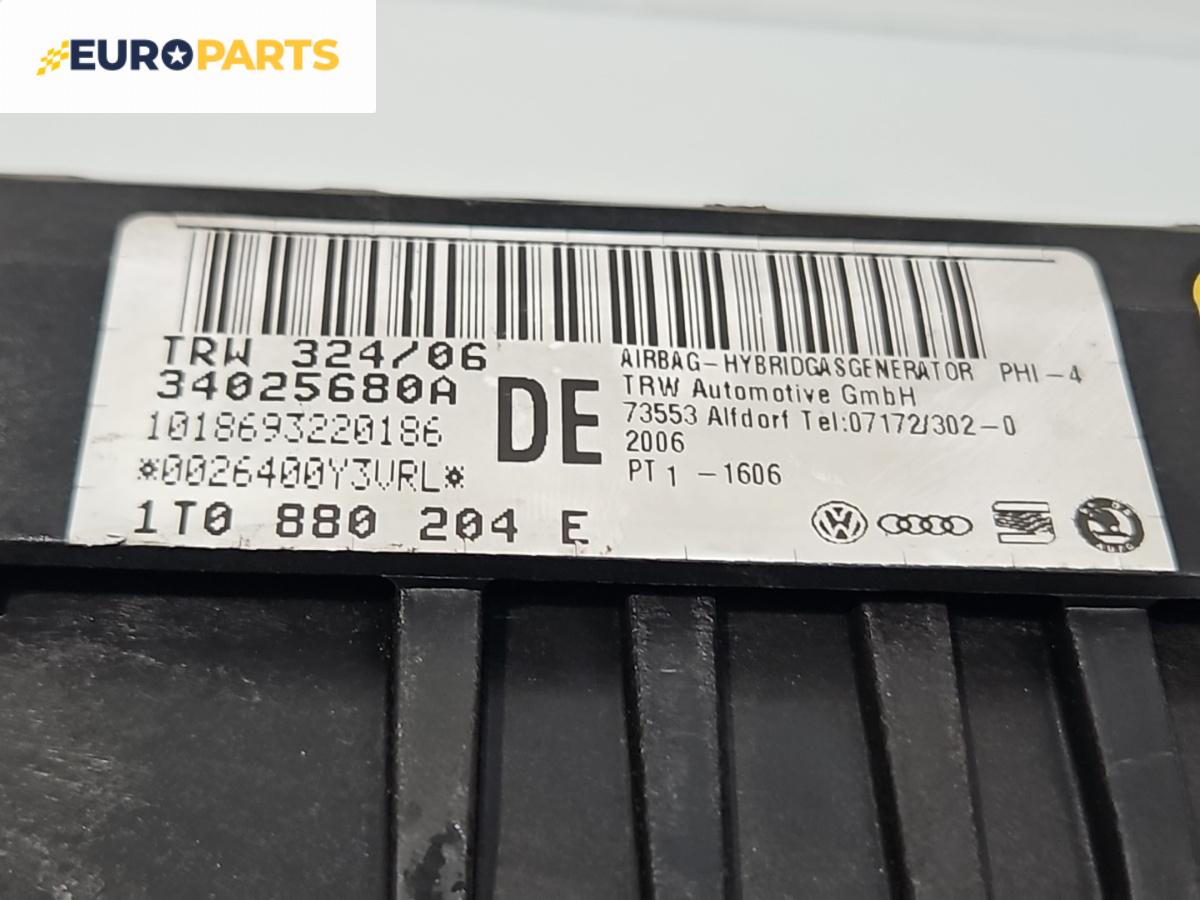 EUROPARTS
TRW 324/06
34025680A
1018693220186
*0026400Y3VRL*
1T0 880 204 E
DE
AIRBAG-HYBRIDGASGENERATOR PHI-4
TRW Automotive GmbH
73553 Alfdorf Tel:07172/302-0
2006
PT 1 -1606